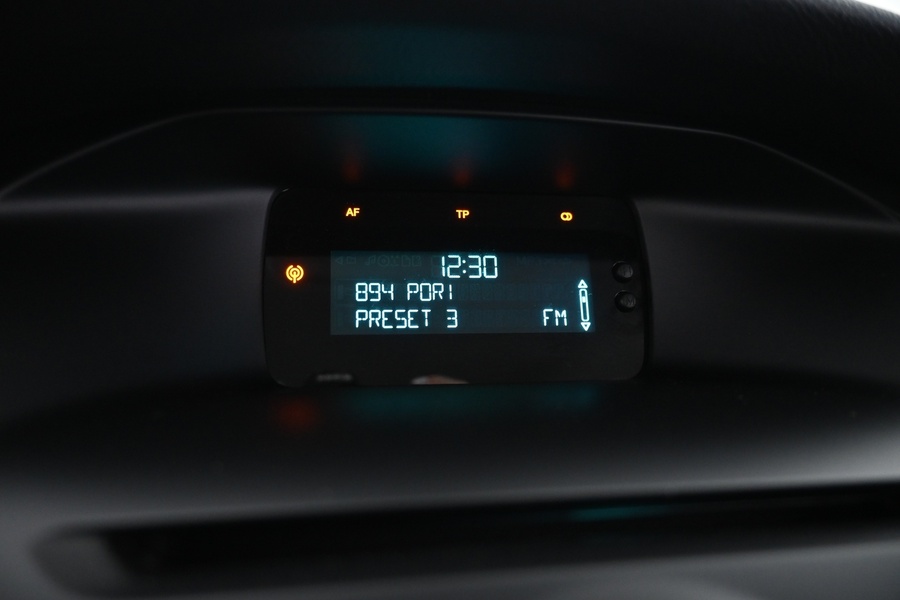 AF TP
12:30
894 PORI
PRESET 3 FM